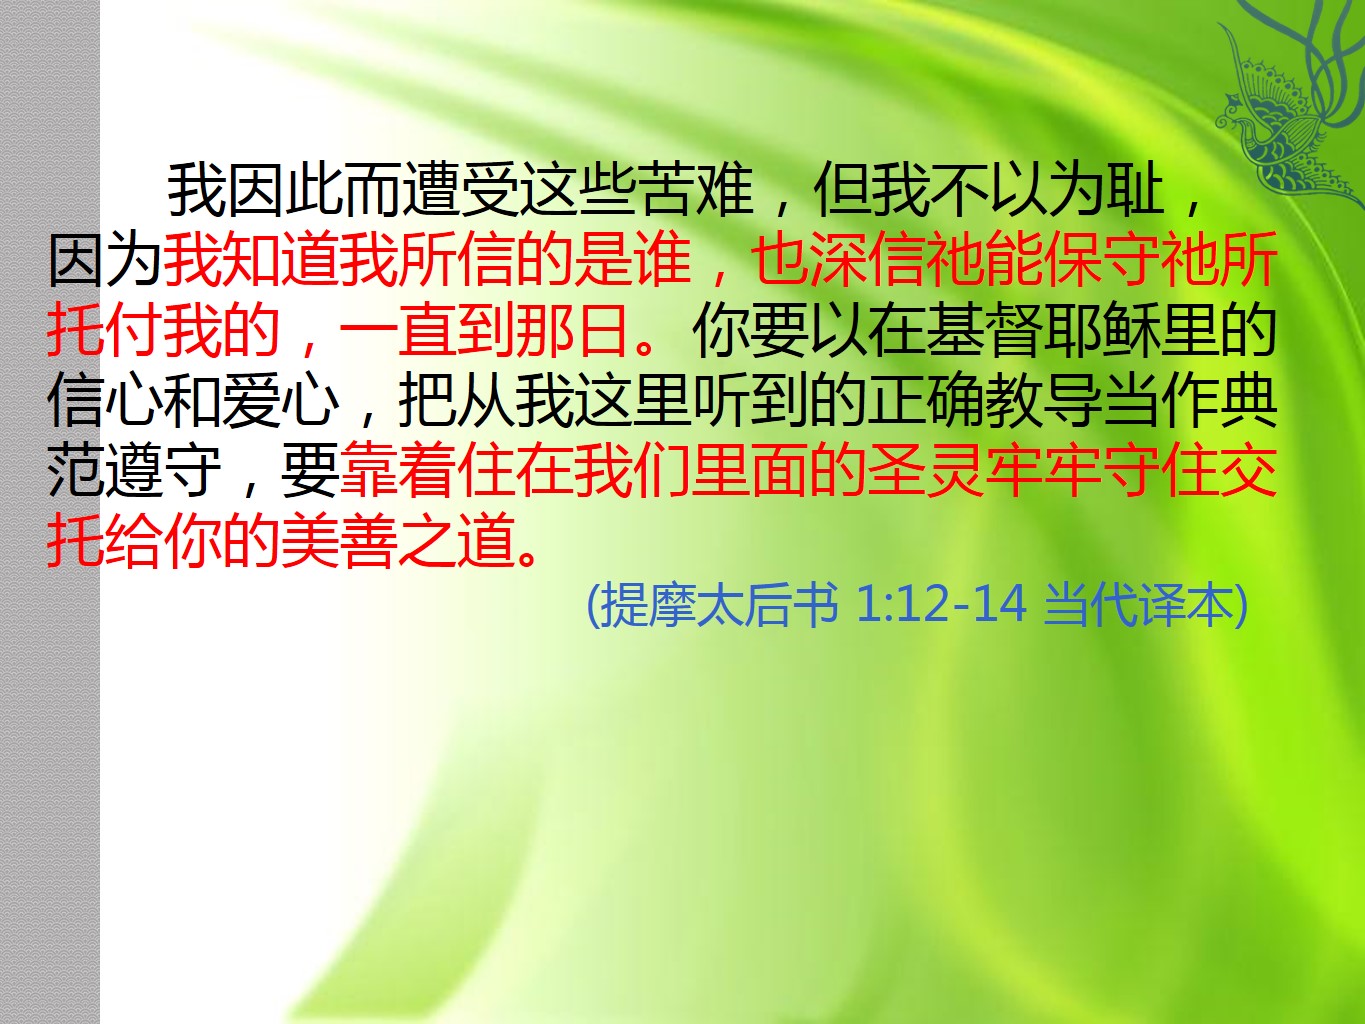 我因此而遭受这些苦难，但我不以为耻，
因为我知道我所信的是谁，也深信祂能保守祂所
托付我的，一直到那日。你要以在基督耶稣里的
信心和爱心，把从我这里听到的正确教导当作典
范遵守，要靠着住在我们里面的圣灵牢牢守住交
托给你的美善之道。
(提摩太后书 1:12-14 当代译本)